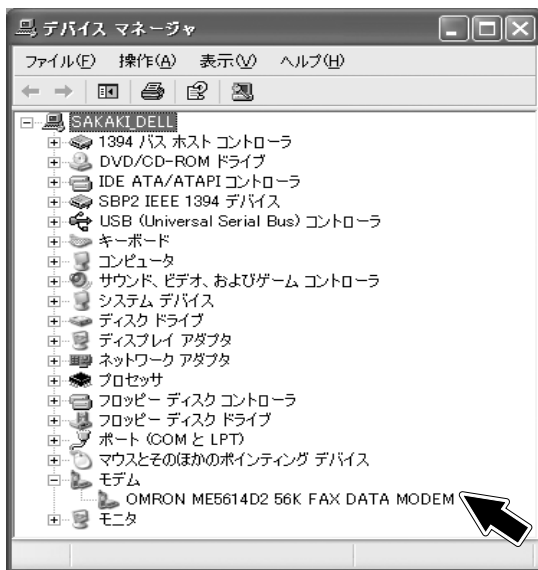 デバイス マネージャ
ファイル(F) 操作(A) 表示(V) ヘルプ(H)
SAKAKI_DELL
1394 バス ホスト コントローラ
DVD/CD-ROM ドライブ
IDE ATA/ATAPI コントローラ
SBP2 IEEE 1394 デバイス
USB (Universal Serial Bus) コントローラ
キーボード
コンピュータ
サウンド、ビデオ、およびゲーム コントローラ
システム デバイス
ディスク ドライブ
ディスプレイ アダプタ
ネットワーク アダプタ
プロセッサ
フロッピー ディスク コントローラ
フロッピー ディスク ドライブ
ポート (COM と LPT)
マウスとそのほかのポインティング デバイス
モデム
OMRON ME5614D2 56K FAX DATA MODEM
モニタ